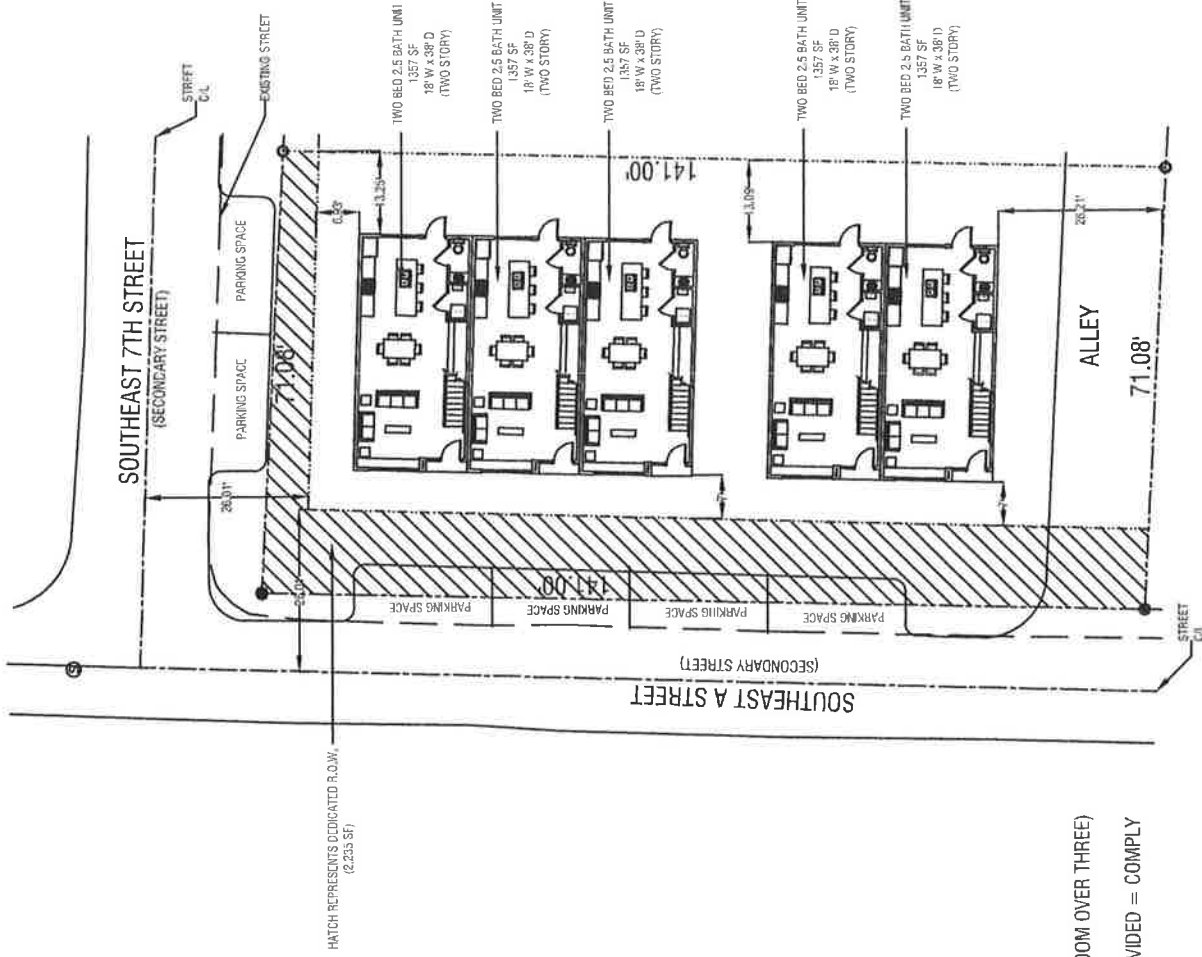 STREET
C/L
EXISTING STREET
SOUTHEAST 7TH STREET
(SECONDARY STREET)
PARKING SPACE
PARKING SPACE
71.08'
26.01'
26.01'
6.93'
13.25'
141.00'
TWO BED 2.5 BATH UNIT
1357 SF
18' W x 38' D
(TWO STORY)
TWO BED 2.5 BATH UNIT
1357 SF
18' W x 38' D
(TWO STORY)
TWO BED 2.5 BATH UNIT
1357 SF
18' W x 38' D
(TWO STORY)
13.09'
TWO BED 2.5 BATH UNIT
1357 SF
18' W x 38' D
(TWO STORY)
TWO BED 2.5 BATH UNIT
1357 SF
18' W x 38' D
(TWO STORY)
26.21'
ALLEY
71.08'
HATCH REPRESENTS DEDICATED R.O.W.
(2,235 SF)
141.00'
PARKING SPACE
PARKING SPACE
PARKING SPACE
PARKING SPACE
S
(SECONDARY STREET)
SOUTHEAST A STREET
STREET
C/L
OOM OVER THREE)
VIDED = COMPLY